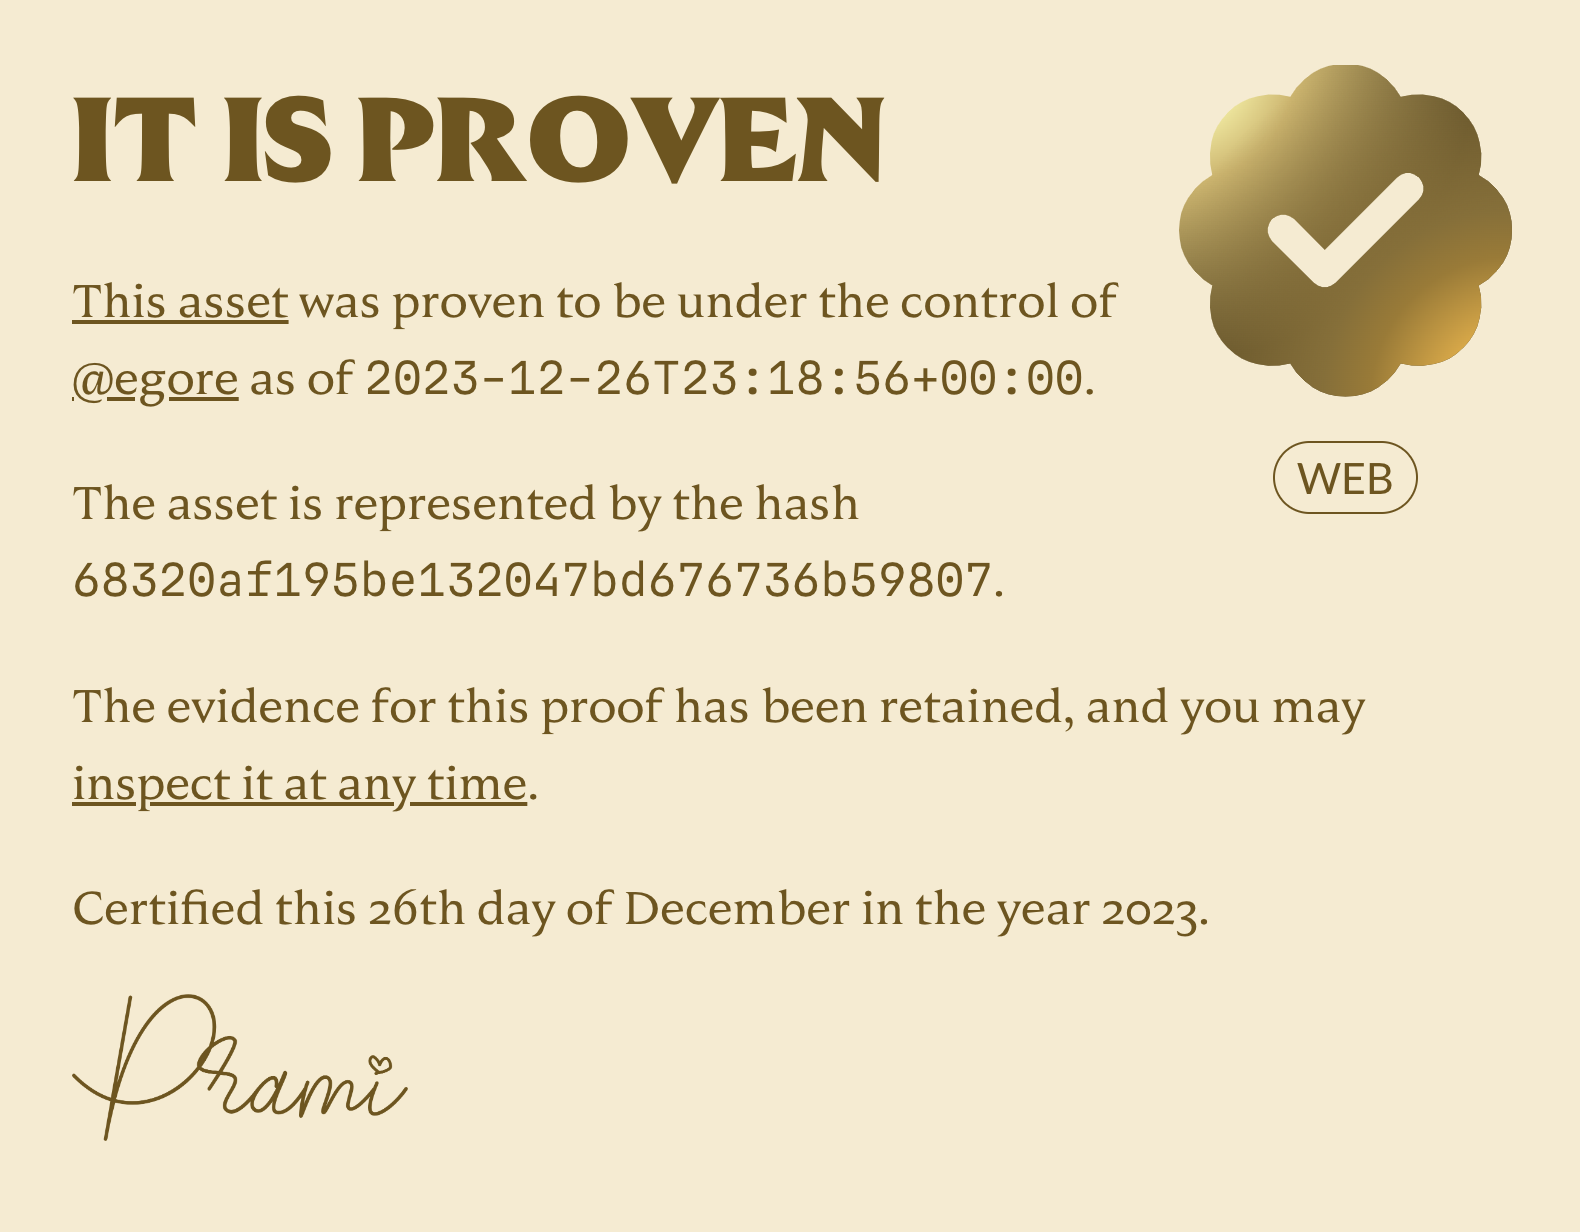 IT IS PROVEN
This asset was proven to be under the control of
@egore as of 2023-12-26T23:18:56+00:00.
WEB
The asset is represented by the hash
68320af195be132047bd676736b59807.
The evidence for this proof has been retained, and you may
inspect it at any time.
Certified this 26th day of December in the year 2023.
Prami